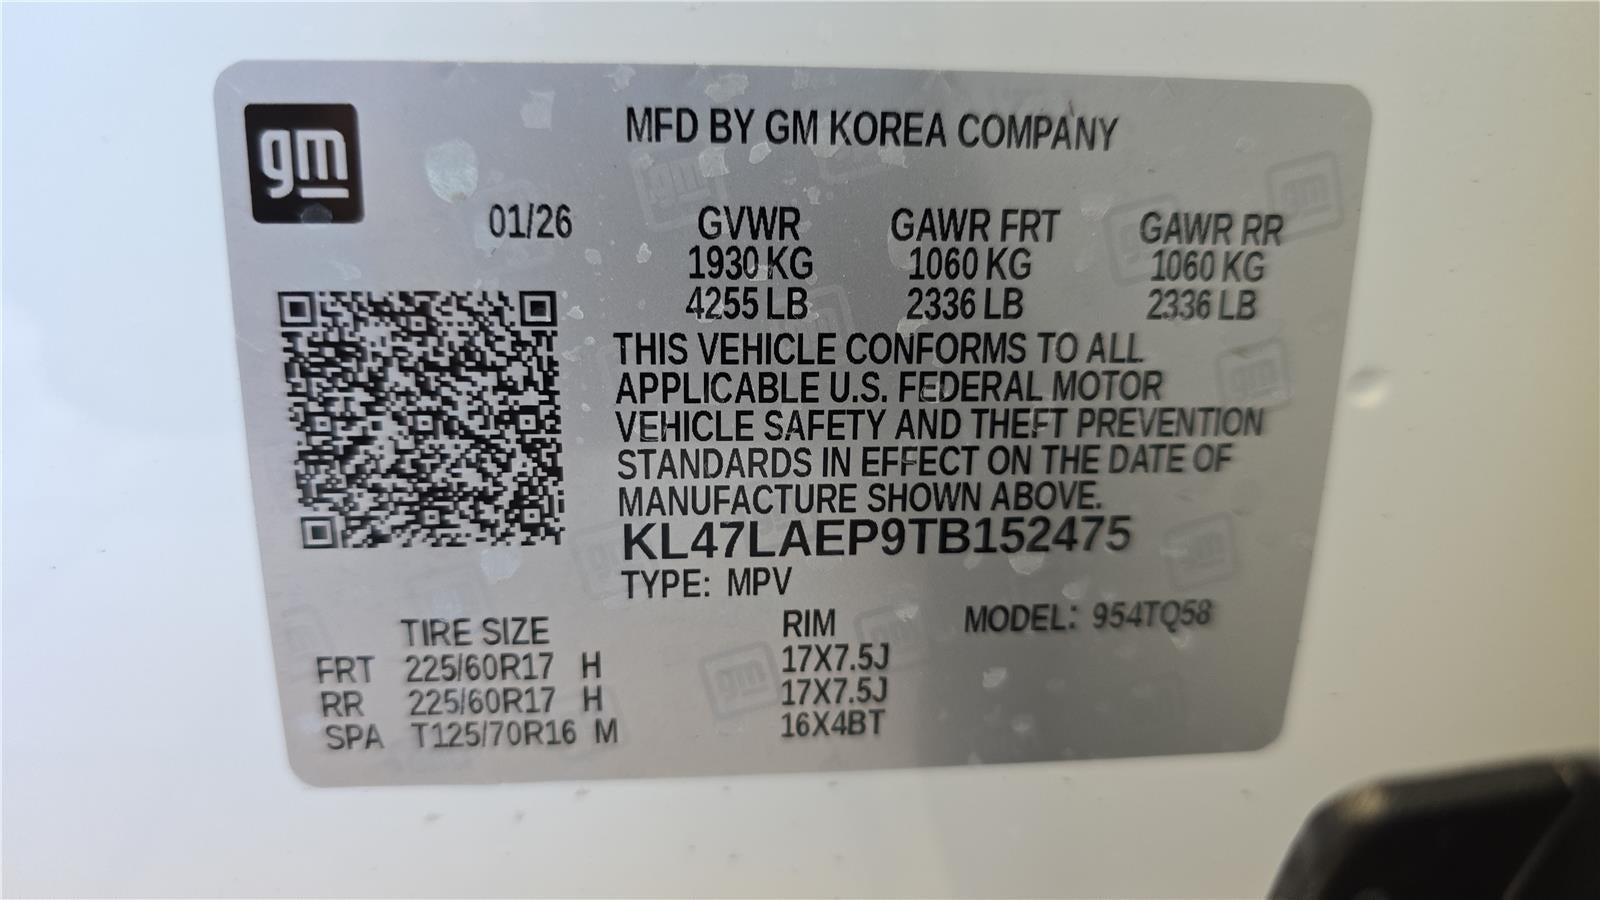 gm
MFD BY GM KOREA COMPANY
01/26 GVWR GAWR FRT GAWR RR
1930 KG 1060 KG 1060 KG
4255 LB 2336 LB 2336 LB
THIS VEHICLE CONFORMS TO ALL
APPLICABLE U.S. FEDERAL MOTOR
VEHICLE SAFETY AND THEFT PREVENTION
STANDARDS IN EFFECT ON THE DATE OF
MANUFACTURE SHOWN ABOVE.
KL47LAEP9TB152475
TYPE: MPV
TIRE SIZE RIM MODEL: 954TQ58
FRT 225/60R17 H 17X7.5J
RR 225/60R17 H 17X7.5J
SPA T125/70R16 M 16X4BT